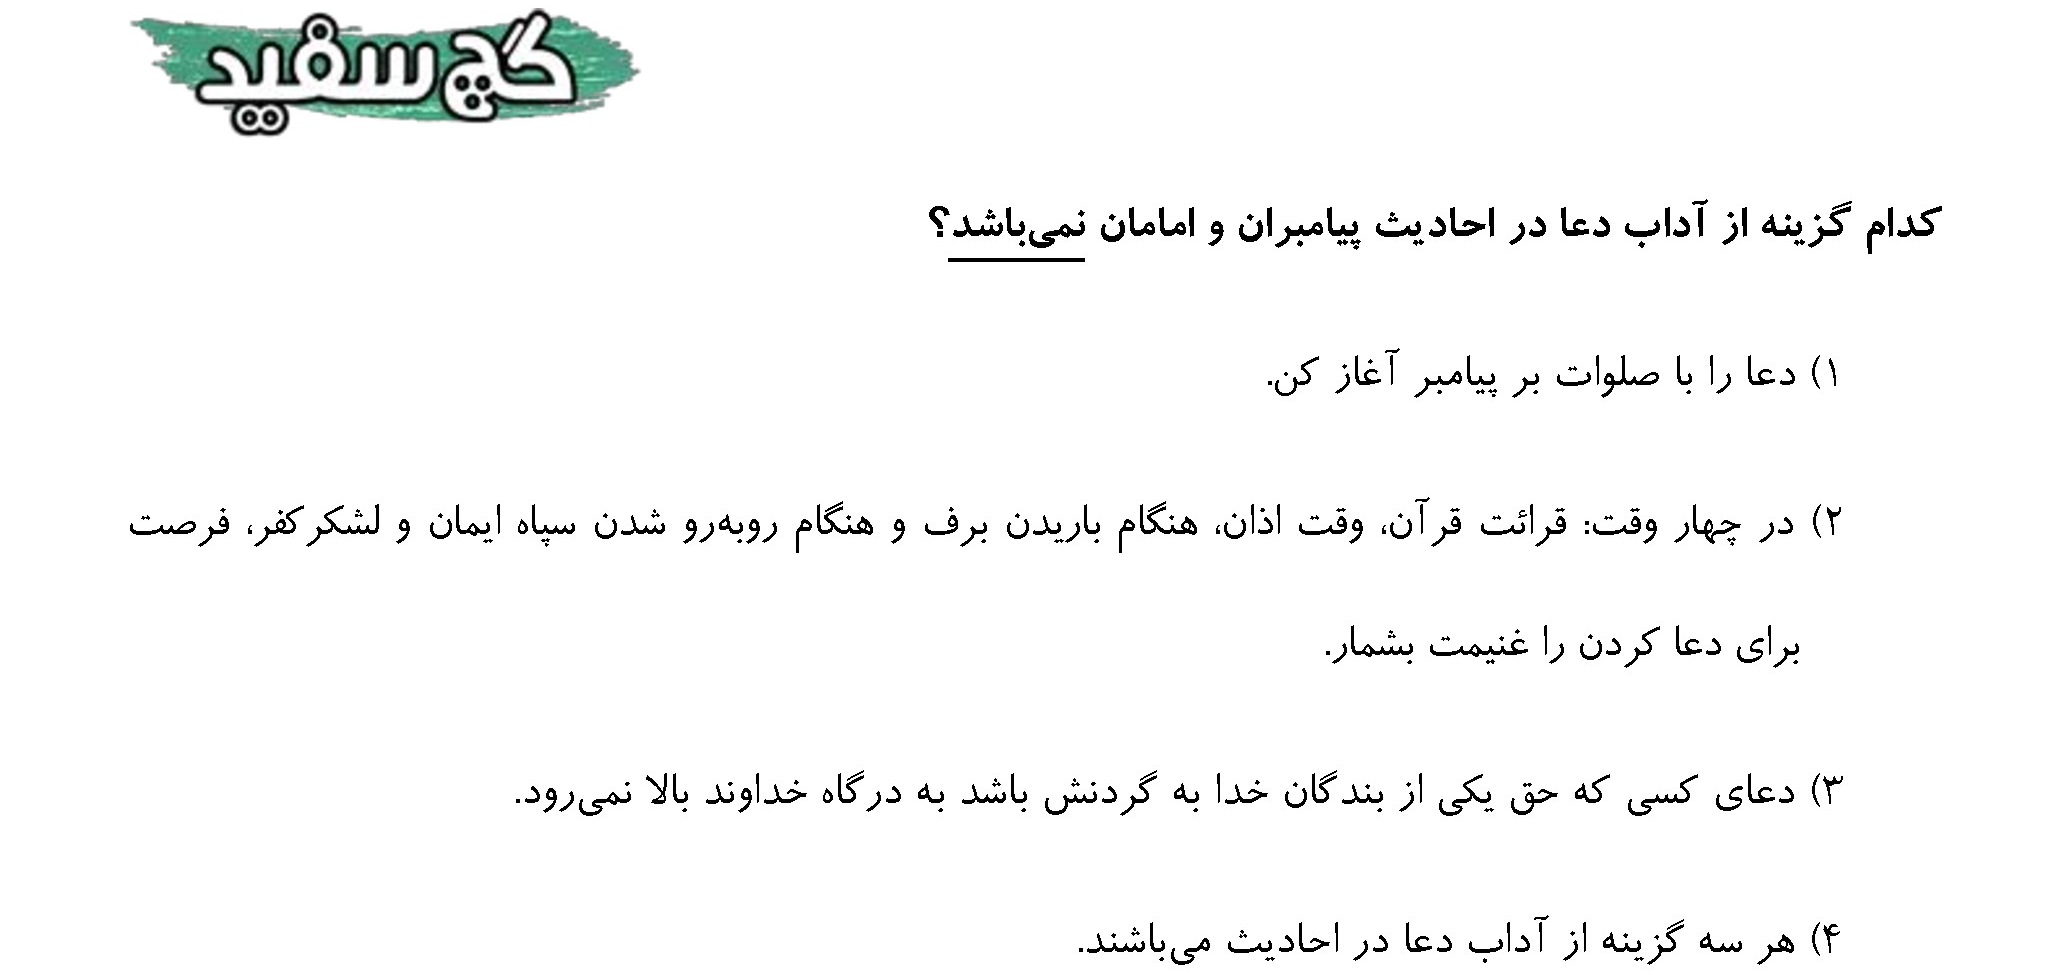 گچ سفید
کدام گزینه از آداب دعا در احادیث پیامبران و امامان نمی‌باشد؟
۱) دعا را با صلوات بر پیامبر آغاز کن.
۲) در چهار وقت: قرائت قرآن، وقت اذان، هنگام باریدن برف و هنگام روبه‌رو شدن سپاه ایمان و لشکر کفر، فرصت
برای دعا کردن را غنیمت بشمار.
۳) دعای کسی که حق یکی از بندگان خدا به گردنش باشد به درگاه خداوند بالا نمی‌رود.
۴) هر سه گزینه از آداب دعا در احادیث می‌باشند.